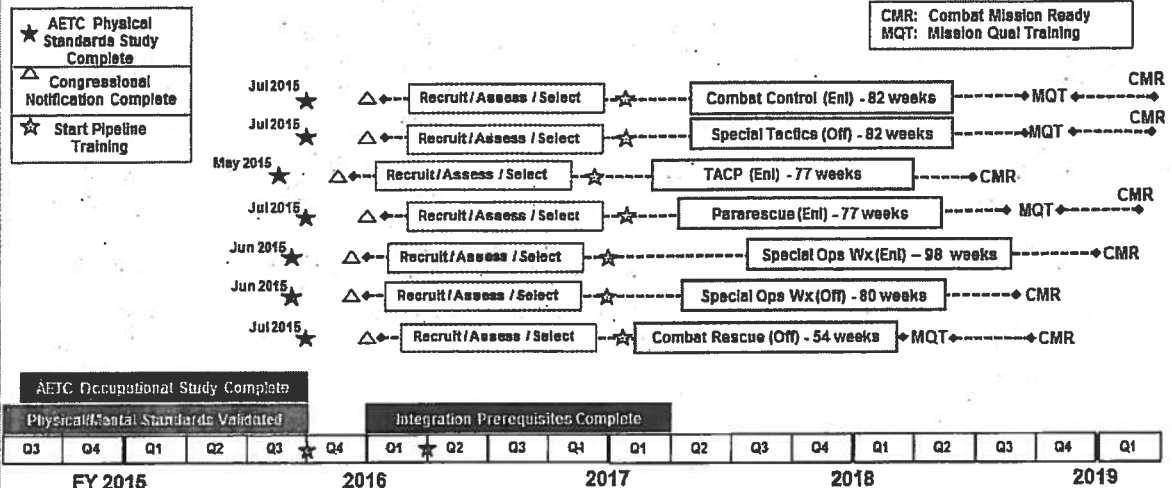 AETC Physical
Standards Study
Complete
Congressional
Notification Complete
Start Pipeline
Training
CMR: Combat Mission Ready
MQT: Mission Qual Training
Jul 2015 Recruit/Assess/Select Combat Control (Enl) - 82 weeks MQT CMR
Jul 2015 Recruit/Assess/Select Special Tactics (Off) - 82 weeks MQT CMR
May 2015 Recruit/Assess/Select TACP (Enl) - 77 weeks CMR
Jul 2015 Recruit/Assess/Select Pararescue (Enl) - 77 weeks MQT CMR
Jun 2015 Recruit/Assess/Select Special Ops Wx (Enl) – 98 weeks CMR
Jun 2015 Recruit/Assess/Select Special Ops Wx (Off) - 80 weeks CMR
Jul 2015 Recruit/Assess/Select Combat Rescue (Off) - 54 weeks MQT CMR
AETC Occupational Study Complete
Physical/Mental Standards Validated Integration Prerequisites Complete
Q3 Q4 Q1 Q2 Q3 Q4 Q1 Q2 Q3 Q4 Q1 Q2 Q3 Q4 Q1 Q2 Q3 Q4 Q1
FY 2015 2016 2017 2018 2019